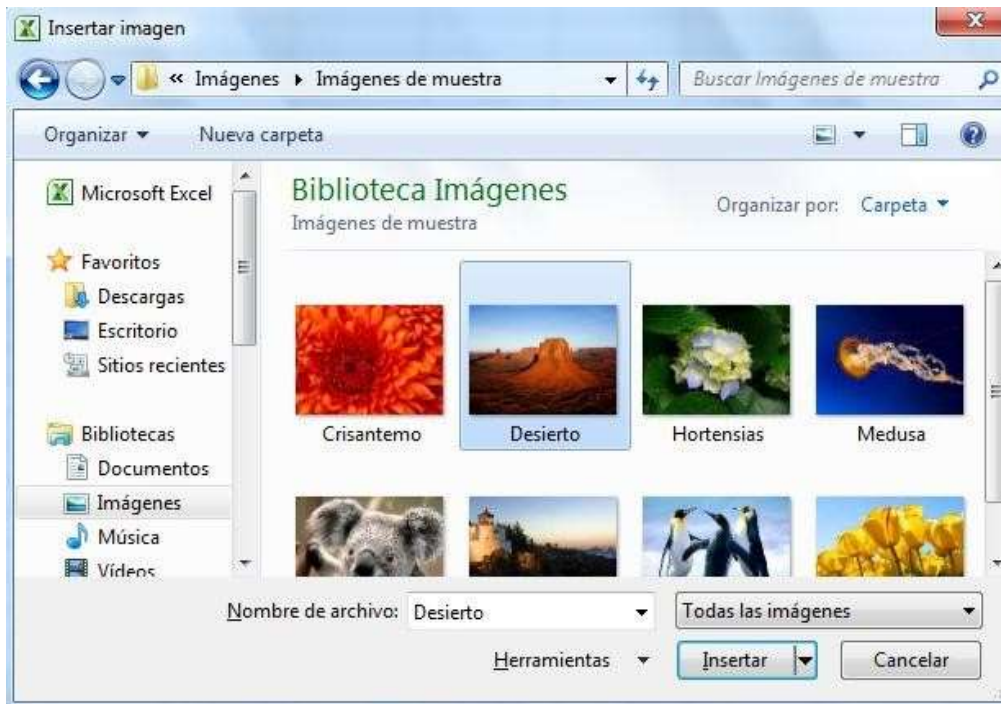 Insertar imagen
« Imágenes ▸ Imágenes de muestra
Buscar Imágenes de muestra
Organizar
Nueva carpeta
Microsoft Excel
Favoritos
Descargas
Escritorio
Sitios recientes
Bibliotecas
Documentos
Imágenes
Música
Vídeos
Biblioteca Imágenes
Imágenes de muestra
Organizar por: Carpeta
Crisantemo
Desierto
Hortensias
Medusa
Nombre de archivo: Desierto
Todas las imágenes
Herramientas
Insertar
Cancelar